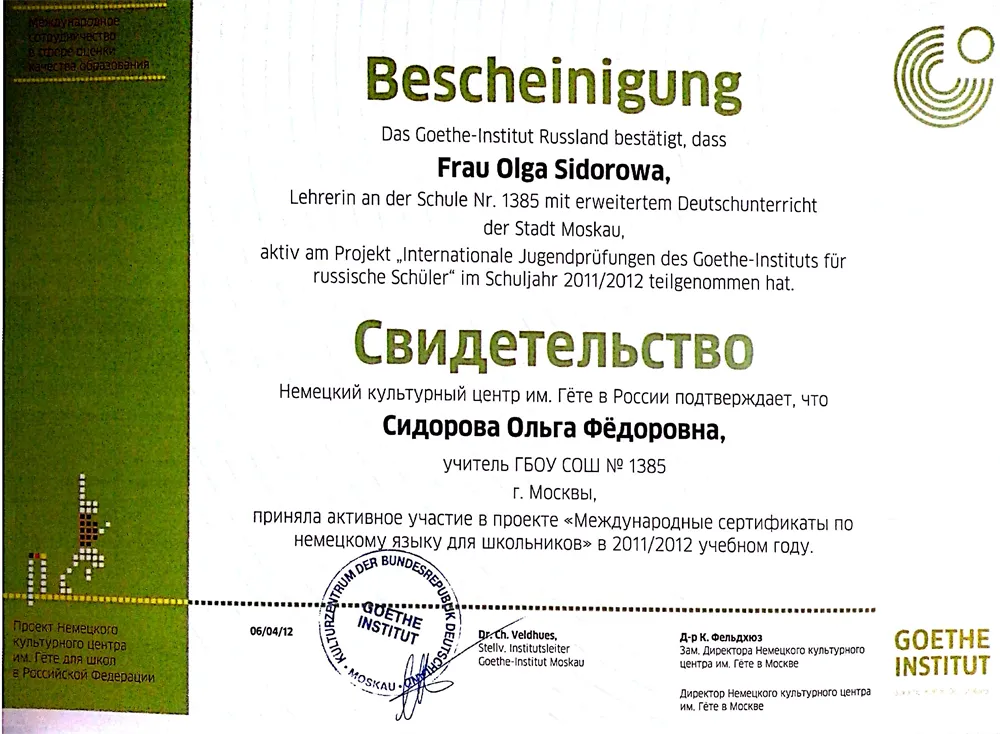 Международное
сотрудничество
в сфере оценки
качества образования
Bescheinigung
Das Goethe-Institut Russland bestätigt, dass
Frau Olga Sidorowa,
Lehrerin an der Schule Nr. 1385 mit erweitertem Deutschunterricht
der Stadt Moskau,
aktiv am Projekt „Internationale Jugendprüfungen des Goethe-Instituts für
russische Schüler“ im Schuljahr 2011/2012 teilgenommen hat.
Свидетельство
Немецкий культурный центр им. Гёте в России подтверждает, что
Сидорова Ольга Фёдоровна,
учитель ГБОУ СОШ № 1385
г. Москвы,
приняла активное участие в проекте «Международные сертификаты по
немецкому языку для школьников» в 2011/2012 учебном году.
Проект Немецкого
культурного центра
им. Гёте для школ
в Российской Федерации
06/04/12
KULTURZENTRUM DER BUNDESREPUBLIK DEUTSCHLAND
GOETHE
INSTITUT
• MOSKAU •
Dr. Ch. Veldhues,
Stellv. Institutsleiter
Goethe-Institut Moskau
Д-р К. Фельдхюз
Зам. Директора Немецкого культурного
центра им. Гёте в Москве
Директор Немецкого культурного центра
им. Гёте в Москве
GOETHE
INSTITUT